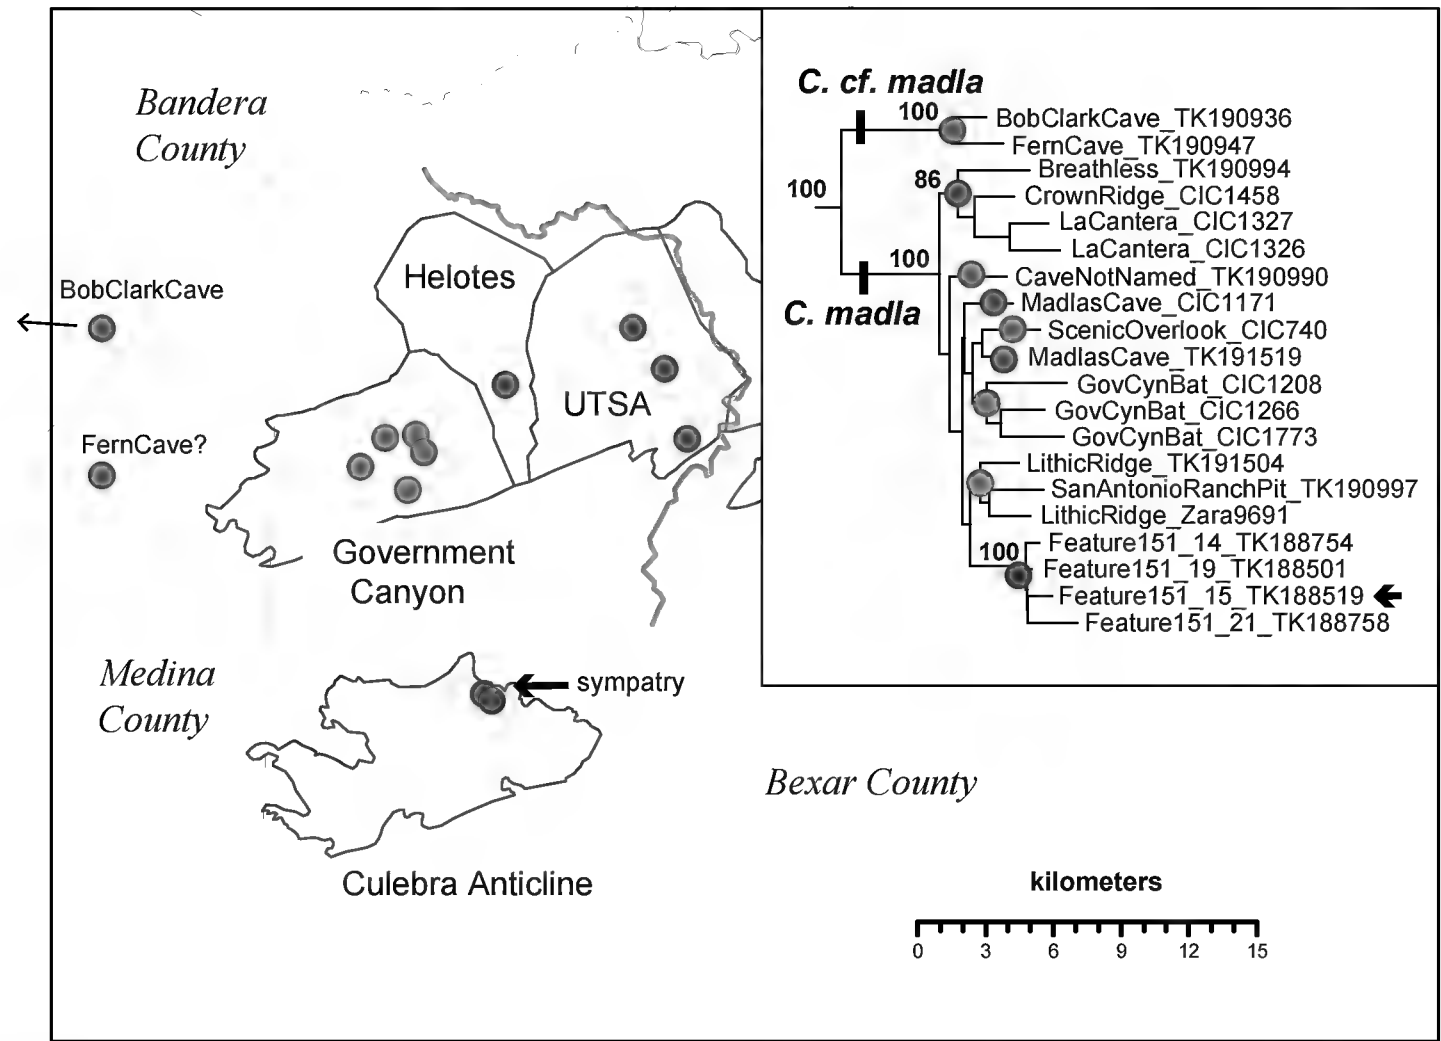 Bandera
County
BobClarkCave
FernCave?
Helotes
UTSA
Government
Canyon
Medina
County
sympatry
Culebra Anticline
Bexar County
kilometers
0 3 6 9 12 15
C. cf. madla
100
100
BobClarkCave_TK190936
FernCave_TK190947
86
Breathless_TK190994
CrownRidge_CIC1458
LaCantera_CIC1327
LaCantera_CIC1326
100
C. madla
CaveNotNamed_TK190990
MadlasCave_CIC1171
ScenicOverlook_CIC740
MadlasCave_TK191519
GovCynBat_CIC1208
GovCynBat_CIC1266
GovCynBat_CIC1773
LithicRidge_TK191504
SanAntonioRanchPit_TK190997
LithicRidge_Zara9691
100
Feature151_14_TK188754
Feature151_19_TK188501
Feature151_15_TK188519
Feature151_21_TK188758